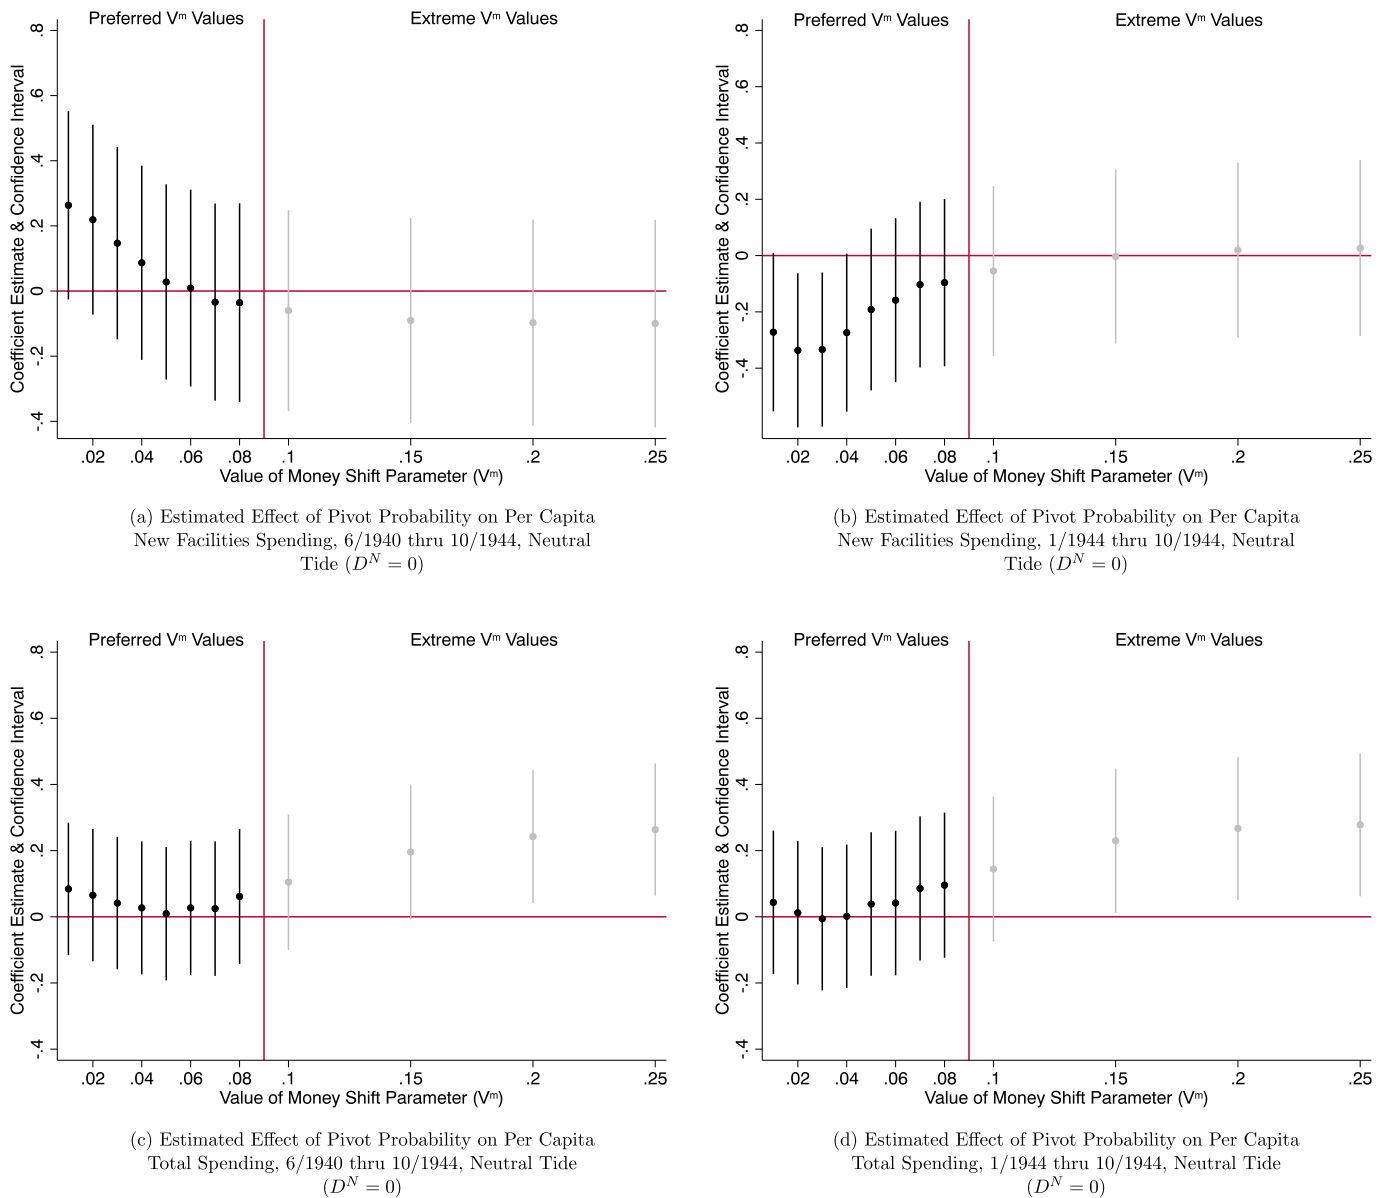 Preferred Vᵐ Values Extreme Vᵐ Values
Coefficient Estimate & Confidence Interval
.8
.6
.4
.2
0
-.2
-.4
.02 .04 .06 .08 .1 .15 .2 .25
Value of Money Shift Parameter (Vᵐ)
(a) Estimated Effect of Pivot Probability on Per Capita
New Facilities Spending, 6/1940 thru 10/1944, Neutral
Tide (Dᴺ = 0)
Preferred Vᵐ Values Extreme Vᵐ Values
Coefficient Estimate & Confidence Interval
.8
.6
.4
.2
0
-.2
-.4
.02 .04 .06 .08 .1 .15 .2 .25
Value of Money Shift Parameter (Vᵐ)
(b) Estimated Effect of Pivot Probability on Per Capita
New Facilities Spending, 1/1944 thru 10/1944, Neutral
Tide (Dᴺ = 0)
Preferred Vᵐ Values Extreme Vᵐ Values
Coefficient Estimate & Confidence Interval
.8
.6
.4
.2
0
-.2
-.4
.02 .04 .06 .08 .1 .15 .2 .25
Value of Money Shift Parameter (Vᵐ)
(c) Estimated Effect of Pivot Probability on Per Capita
Total Spending, 6/1940 thru 10/1944, Neutral Tide
(Dᴺ = 0)
Preferred Vᵐ Values Extreme Vᵐ Values
Coefficient Estimate & Confidence Interval
.8
.6
.4
.2
0
-.2
-.4
.02 .04 .06 .08 .1 .15 .2 .25
Value of Money Shift Parameter (Vᵐ)
(d) Estimated Effect of Pivot Probability on Per Capita
Total Spending, 1/1944 thru 10/1944, Neutral Tide
(Dᴺ = 0)